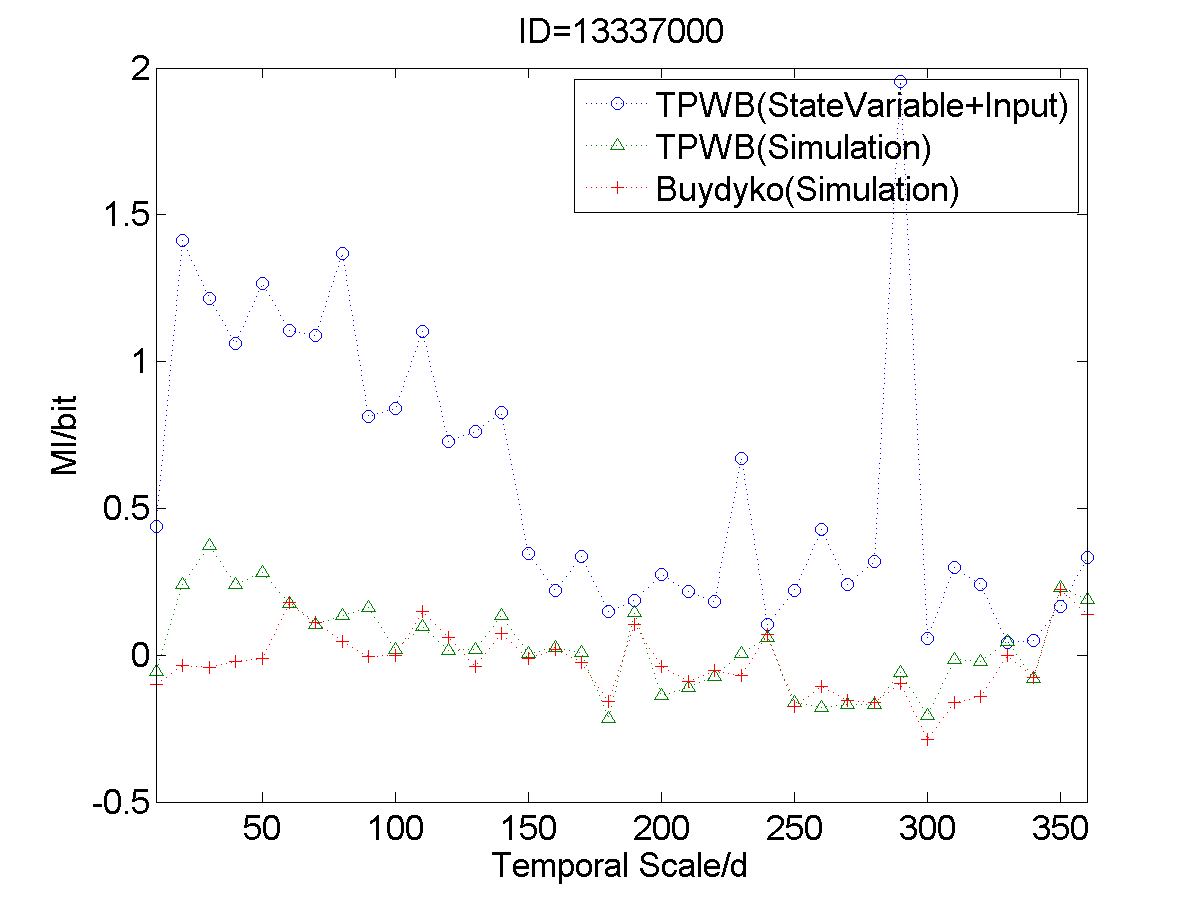 ID=13337000
TPWB(StateVariable+Input)
TPWB(Simulation)
Buydyko(Simulation)
2
1.5
1
0.5
0
-0.5
MI/bit
50 100 150 200 250 300 350
Temporal Scale/d